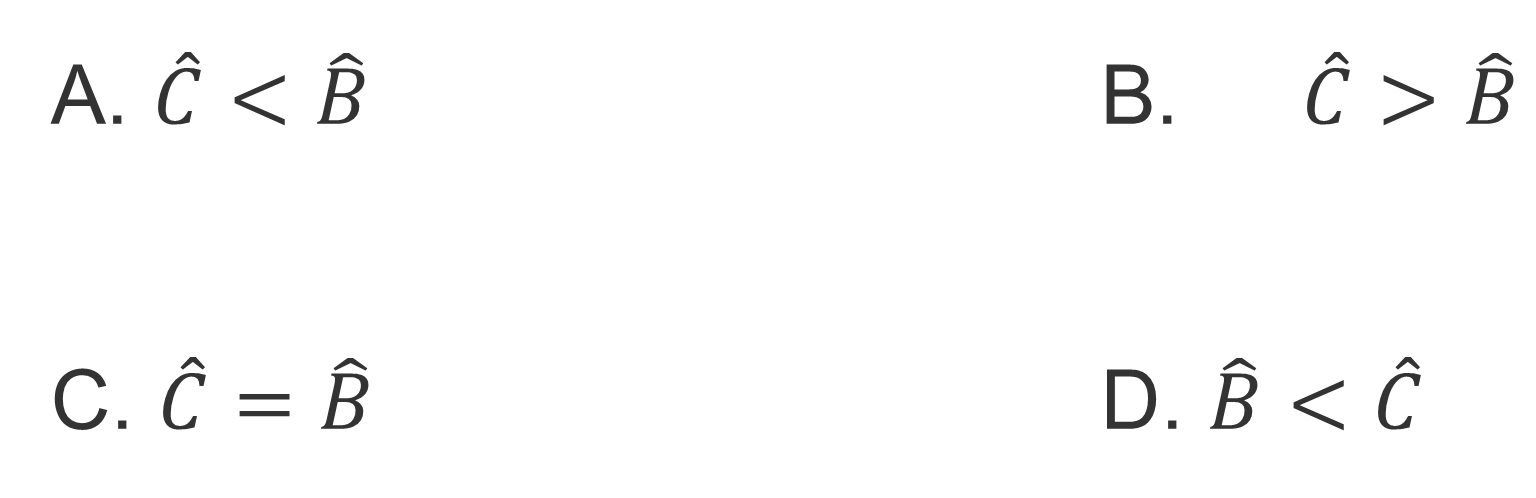 A. Ĉ < B̂ B. Ĉ > B̂
C. Ĉ = B̂ D. B̂ < Ĉ